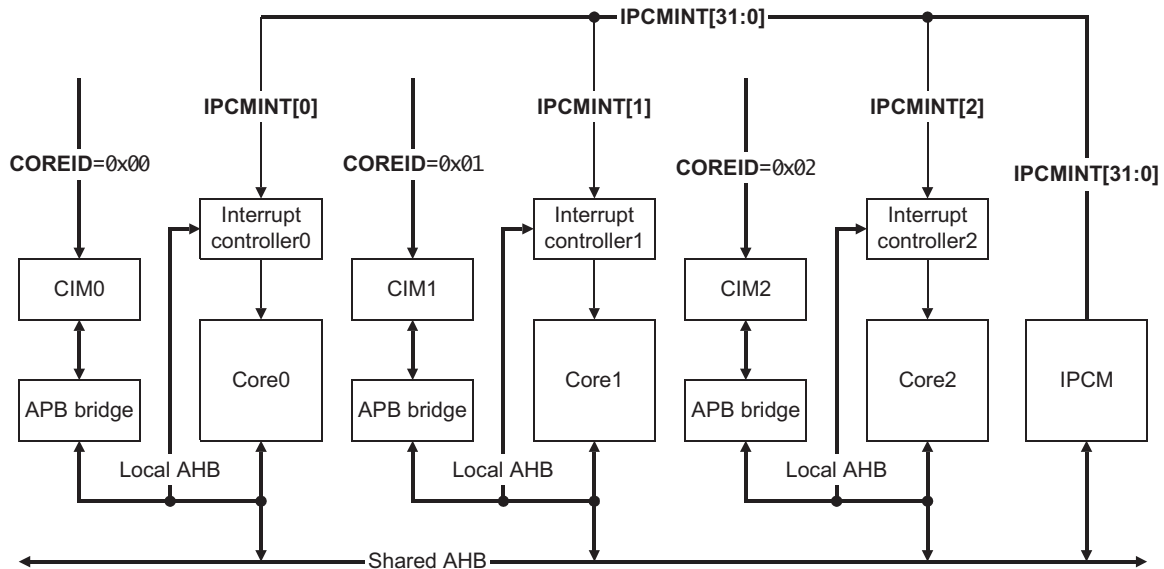 IPCMINT[31:0]
IPCMINT[0]
IPCMINT[1]
IPCMINT[2]
COREID=0x00
COREID=0x01
COREID=0x02
IPCMINT[31:0]
Interrupt
controller0
Interrupt
controller1
Interrupt
controller2
CIM0
CIM1
CIM2
Core0
Core1
Core2
IPCM
APB bridge
APB bridge
APB bridge
Local AHB
Local AHB
Local AHB
Shared AHB